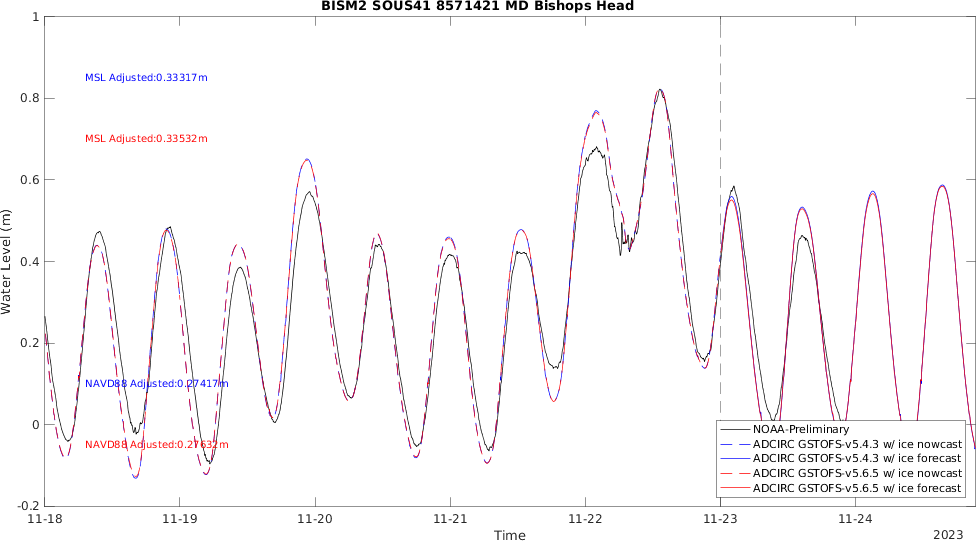 BISM2 SOUS41 8571421 MD Bishops Head
1
0.8
0.6
0.4
0.2
0
-0.2
Water Level (m)
MSL Adjusted:0.33317m
MSL Adjusted:0.33532m
NAVD88 Adjusted:0.27417m
NAVD88 Adjusted:0.27632m
NOAA-Preliminary
ADCIRC GSTOFS-v5.4.3 w/ ice nowcast
ADCIRC GSTOFS-v5.4.3 w/ ice forecast
ADCIRC GSTOFS-v5.6.5 w/ ice nowcast
ADCIRC GSTOFS-v5.6.5 w/ ice forecast
11-18 11-19 11-20 11-21 11-22 11-23 11-24
Time
2023